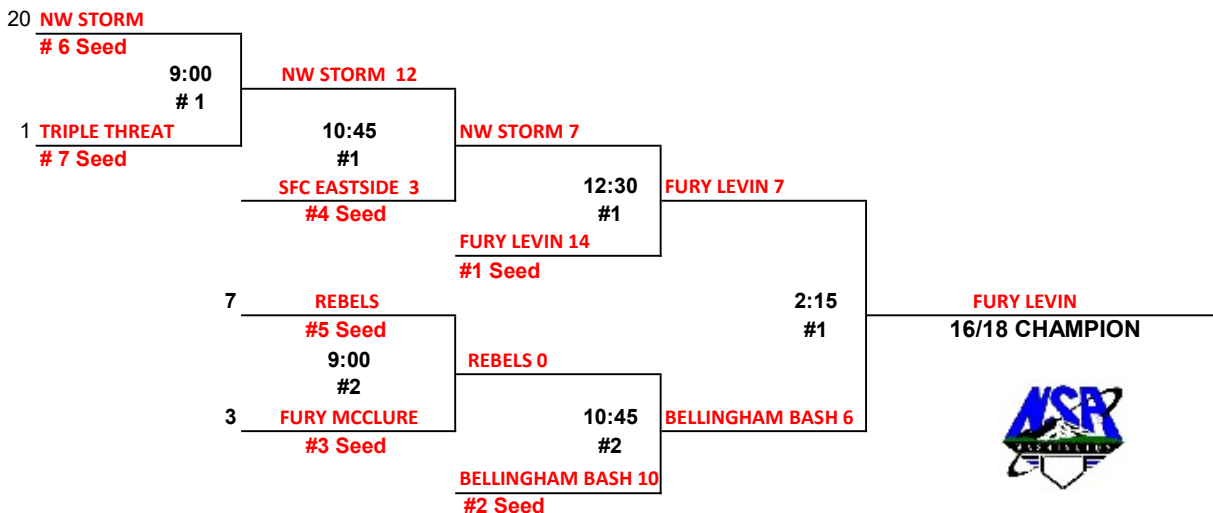 20 NW STORM
# 6 Seed
9:00
# 1
NW STORM 12
1 TRIPLE THREAT
# 7 Seed
10:45
#1
NW STORM 7
SFC EASTSIDE 3
#4 Seed
12:30
#1
FURY LEVIN 7
FURY LEVIN 14
#1 Seed
7 REBELS
#5 Seed
2:15
#1
FURY LEVIN
16/18 CHAMPION
9:00
#2
REBELS 0
3 FURY MCCLURE
#3 Seed
10:45
#2
BELLINGHAM BASH 6
BELLINGHAM BASH 10
#2 Seed
NSA
WASHINGTON